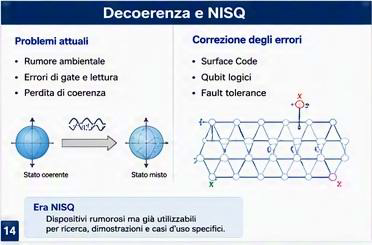 Decoerenza e NISQ
Problemi attuali
• Rumore ambientale
• Errori di gate e lettura
• Perdita di coerenza
Stato coerente
Stato misto
Correzione degli errori
• Surface Code
• Qubit logici
• Fault tolerance
X
X
X
Era NISQ
Dispositivi rumorosi ma già utilizzabili
per ricerca, dimostrazioni e casi d'uso specifici.
14